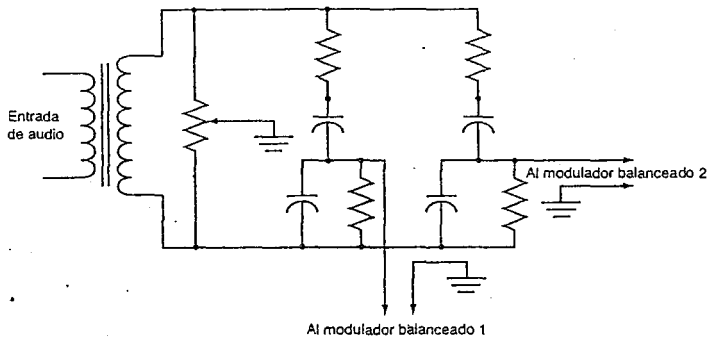 Entrada
de audio
Al modulador balanceado 2
Al modulador balanceado 1